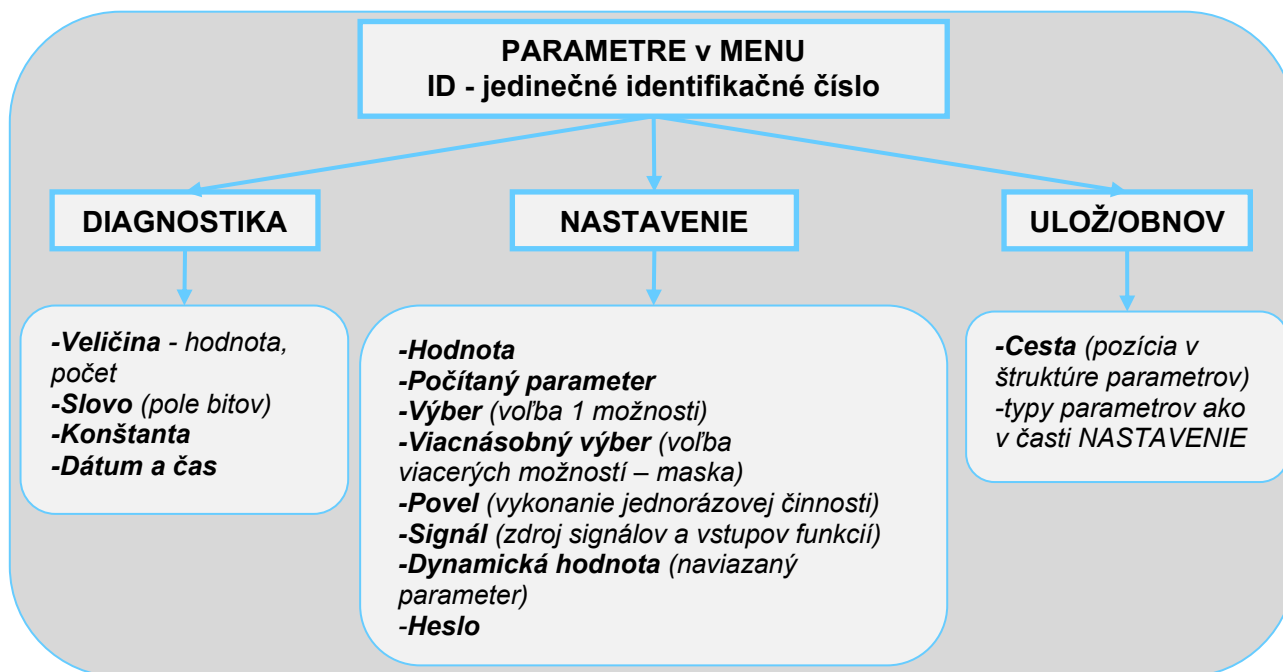 PARAMETRE v MENU
ID - jedinečné identifikačné číslo
DIAGNOSTIKA
NASTAVENIE
ULOŽ/OBNOV
-Veličina - hodnota,
počet
-Slovo (pole bitov)
-Konštanta
-Dátum a čas
-Hodnota
-Počítaný parameter
-Výber (voľba 1 možnosti)
-Viacnásobný výber (voľba
viacerých možností – maska)
-Povel (vykonanie jednorázovej činnosti)
-Signál (zdroj signálov a vstupov funkcií)
-Dynamická hodnota (naviazaný
parameter)
-Heslo
-Cesta (pozícia v
štruktúre parametrov)
-typy parametrov ako
v časti NASTAVENIE